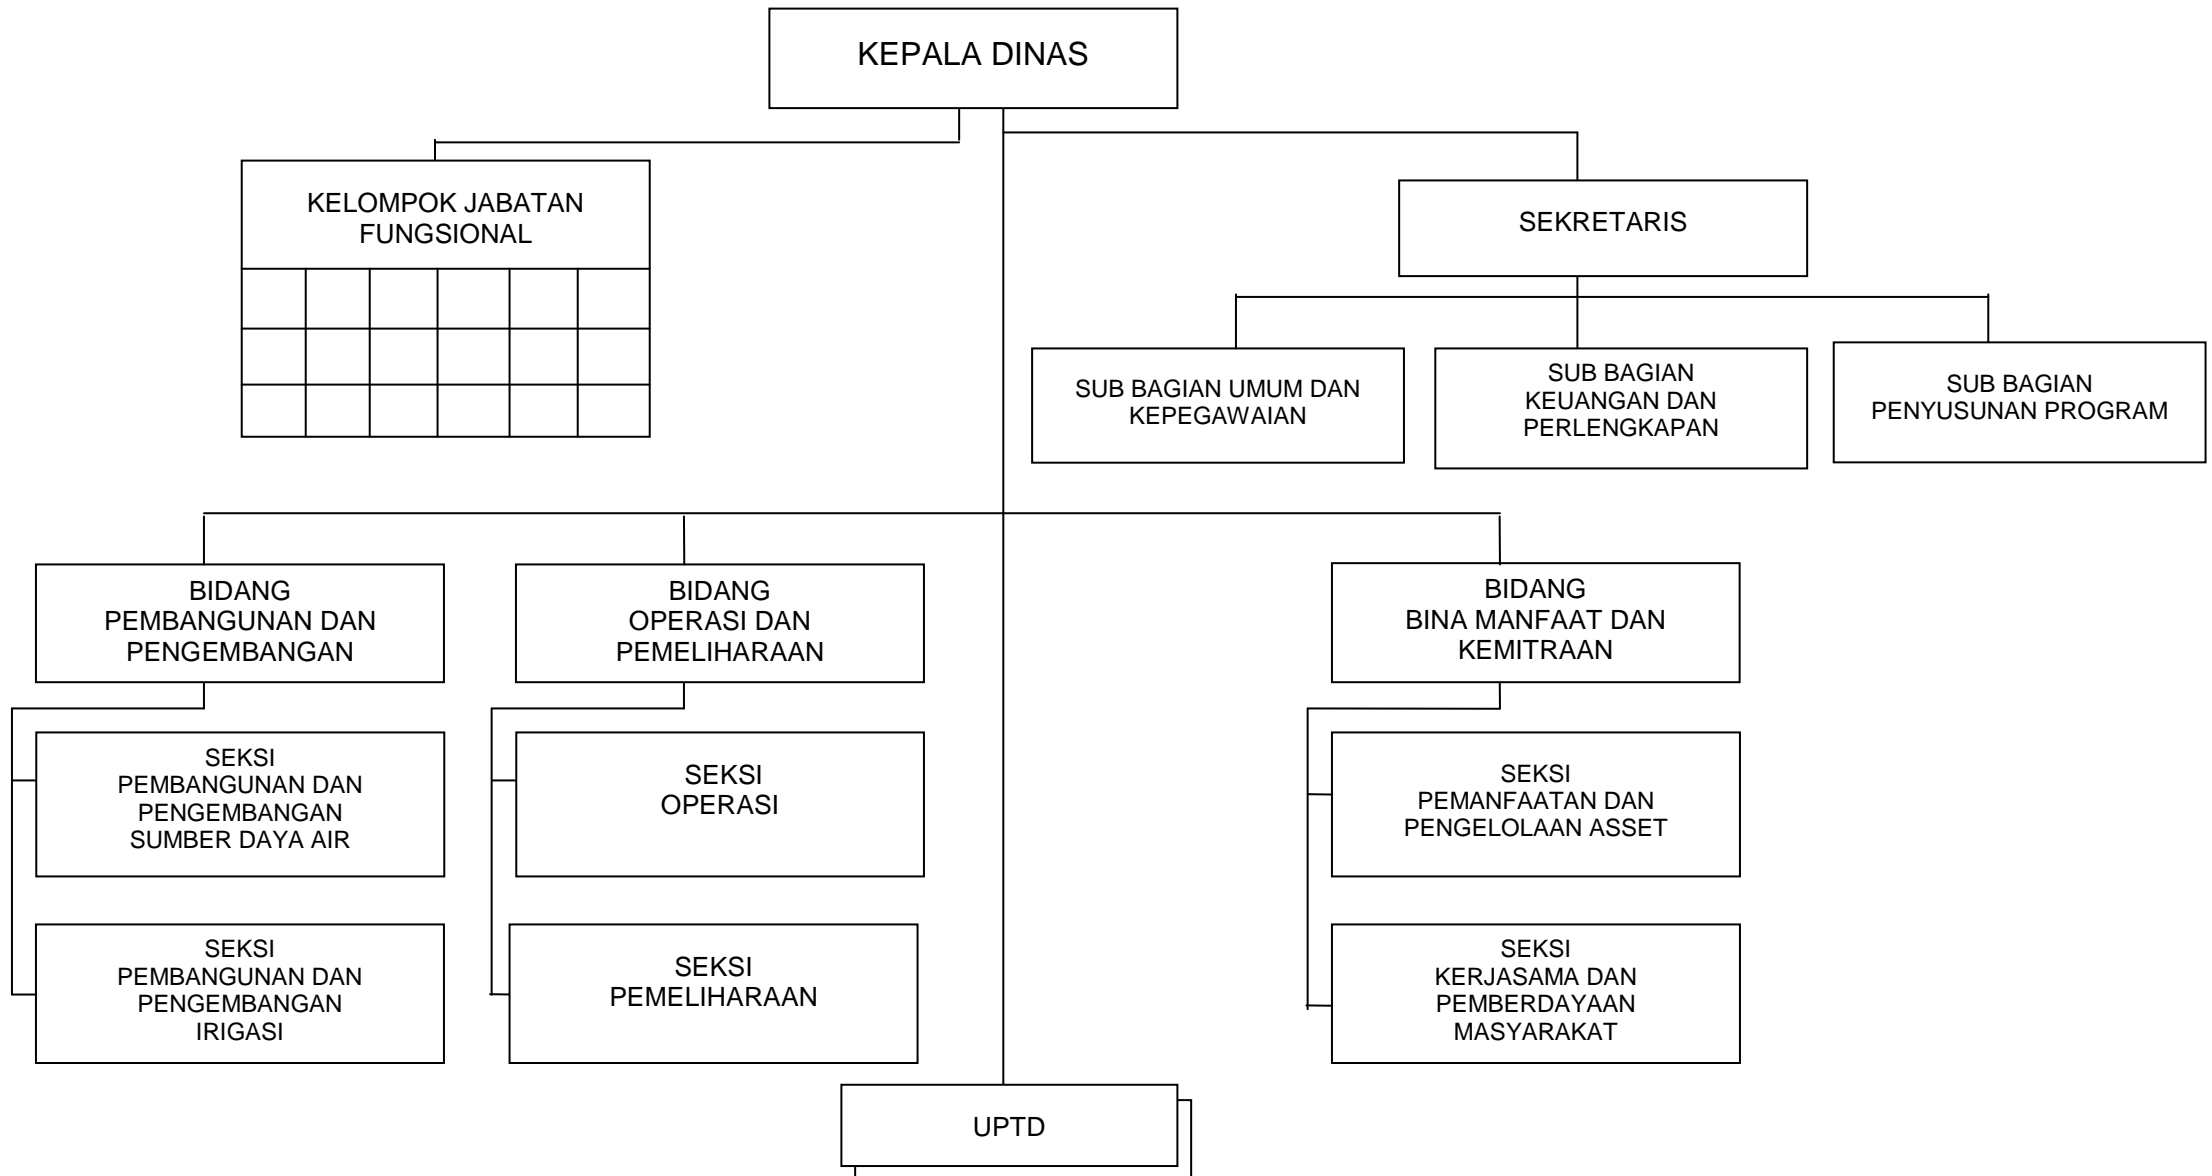 KEPALA DINAS
KELOMPOK JABATAN
FUNGSIONAL
SEKRETARIS
SUB BAGIAN UMUM DAN
KEPEGAWAIAN
SUB BAGIAN
KEUANGAN DAN
PERLENGKAPAN
SUB BAGIAN
PENYUSUNAN PROGRAM
BIDANG
PEMBANGUNAN DAN
PENGEMBANGAN
BIDANG
OPERASI DAN
PEMELIHARAAN
BIDANG
BINA MANFAAT DAN
KEMITRAAN
SEKSI
PEMBANGUNAN DAN
PENGEMBANGAN
SUMBER DAYA AIR
SEKSI
OPERASI
SEKSI
PEMANFAATAN DAN
PENGELOLAAN ASSET
SEKSI
PEMBANGUNAN DAN
PENGEMBANGAN
IRIGASI
SEKSI
PEMELIHARAAN
SEKSI
KERJASAMA DAN
PEMBERDAYAAN
MASYARAKAT
UPTD